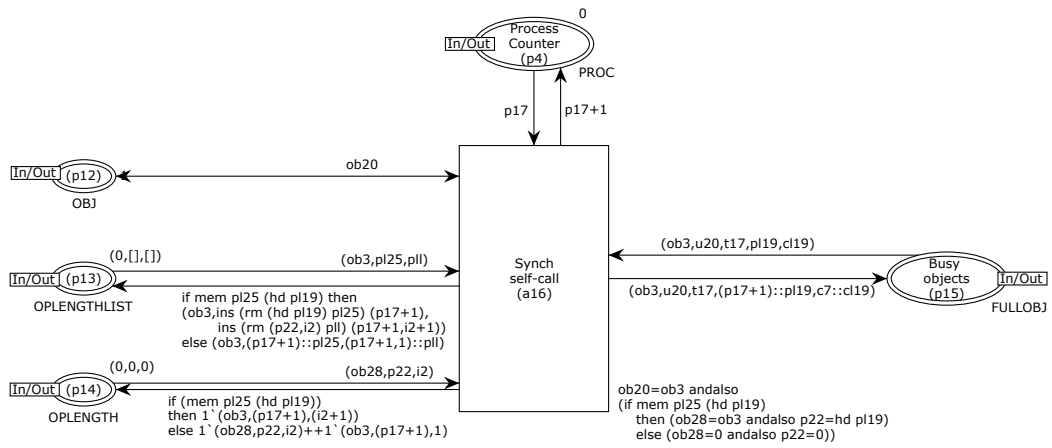 0
Process
Counter
(p4)
In/Out
PROC
p17
p17+1
In/Out
(p12)
OBJ
ob20
(0,[],[])
In/Out
(p13)
OPLENGTHLIST
(ob3,pl25,pll)
if mem pl25 (hd pl19) then
(ob3,ins (rm (hd pl19) pl25) (p17+1),
ins (rm (p22,i2) pll) (p17+1,i2+1))
else (ob3,(p17+1)::pl25,(p17+1,1)::pll)
(0,0,0)
In/Out
(p14)
OPLENGTH
(ob28,p22,i2)
if (mem pl25 (hd pl19))
then 1`(ob3,(p17+1),(i2+1))
else 1`(ob28,p22,i2)++1`(ob3,(p17+1),1)
Synch
self-call
(a16)
(ob3,u20,t17,pl19,cl19)
(ob3,u20,t17,(p17+1)::pl19,c7::cl19)
Busy
objects
(p15)
In/Out
FULLOBJ
ob20=ob3 andalso
(if mem pl25 (hd pl19)
then (ob28=ob3 andalso p22=hd pl19)
else (ob28=0 andalso p22=0))